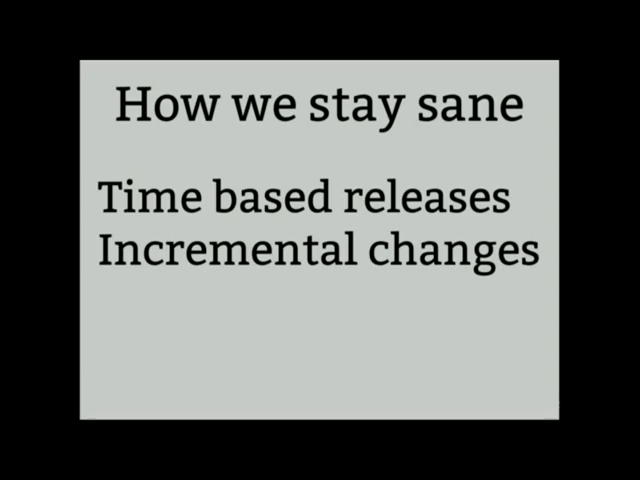 How we stay sane
Time based releases
Incremental changes